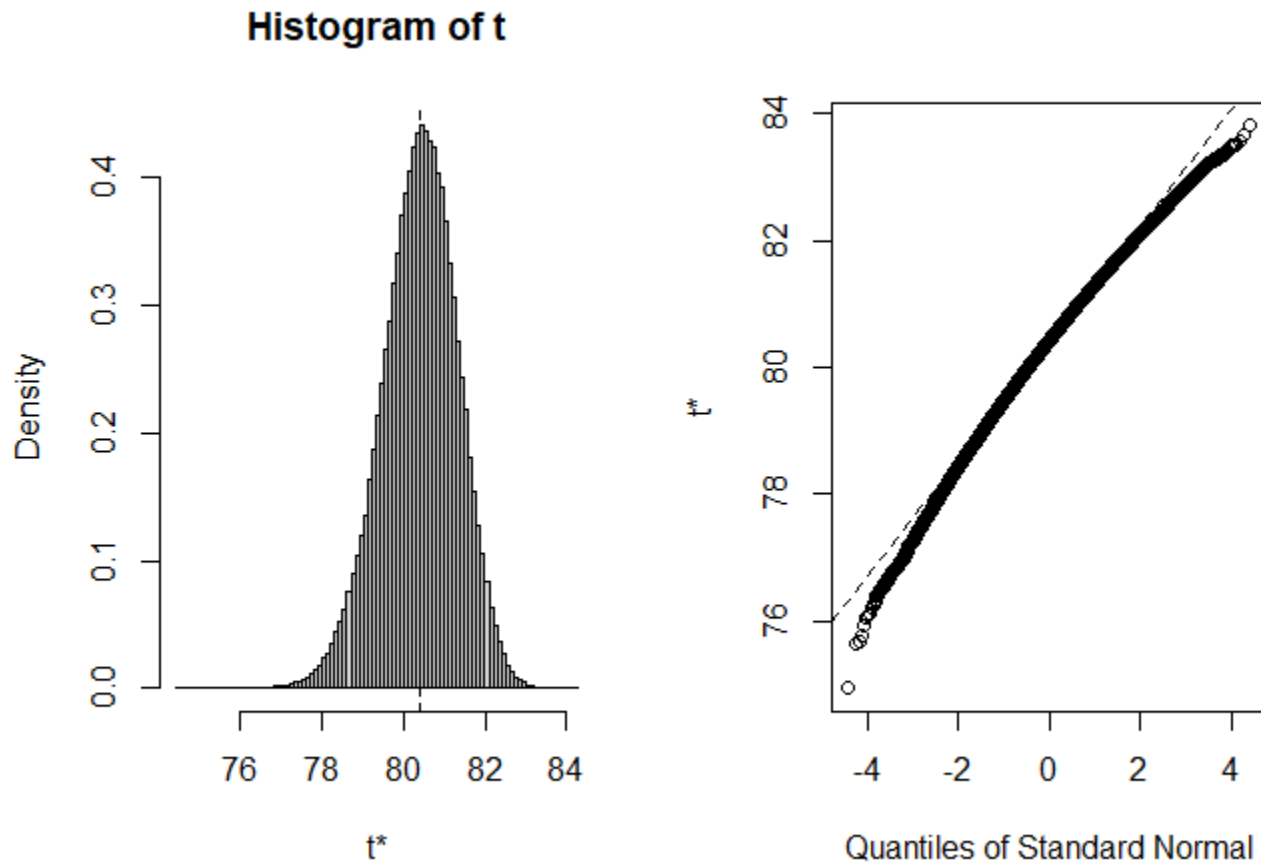 Histogram of t
Density
0.0 0.1 0.2 0.3 0.4
76 78 80 82 84
t*
t*
76 78 80 82 84
-4 -2 0 2 4
Quantiles of Standard Normal